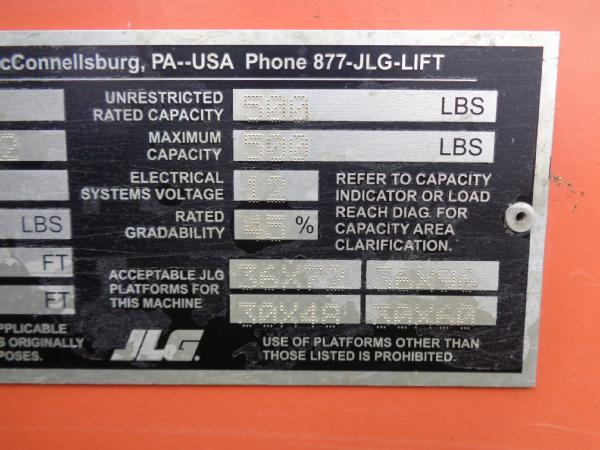 cConnellsburg, PA--USA Phone 877-JLG-LIFT
UNRESTRICTED RATED CAPACITY 500 LBS
2 MAXIMUM CAPACITY 500 LBS
ELECTRICAL SYSTEMS VOLTAGE 12
LBS RATED GRADABILITY 45 %
REFER TO CAPACITY
INDICATOR OR LOAD
REACH DIAG. FOR
CAPACITY AREA
CLARIFICATION.
FT
FT
ACCEPTABLE JLG
PLATFORMS FOR
THIS MACHINE
36X72 36X96
30X48 30X60
PPLICABLE
S ORIGINALLY
POSES.
JLG.
USE OF PLATFORMS OTHER THAN
THOSE LISTED IS PROHIBITED.